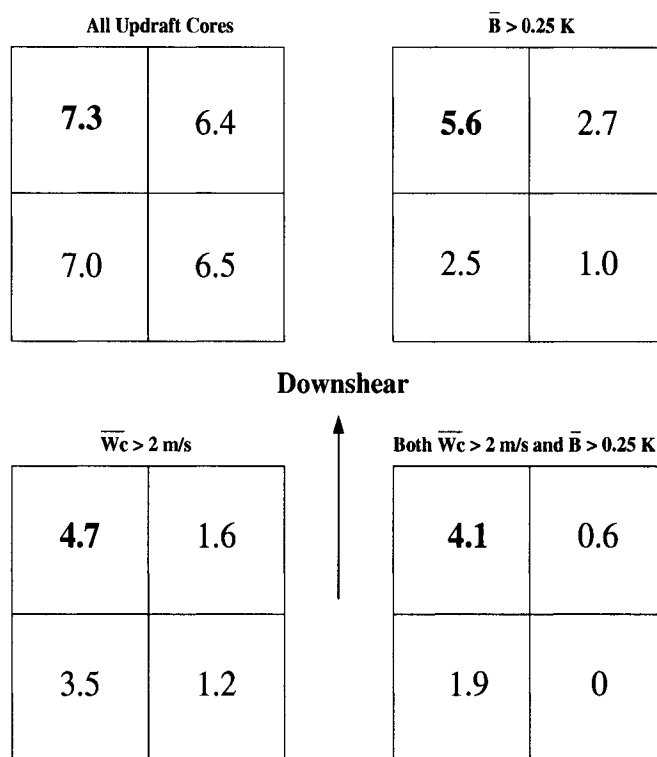 All Updraft Cores
B̅ > 0.25 K
7.3 6.4
5.6 2.7
7.0 6.5
2.5 1.0
Downshear
W̅c̅ > 2 m/s
Both W̅c̅ > 2 m/s and B̅ > 0.25 K
4.7 1.6
4.1 0.6
3.5 1.2
1.9 0